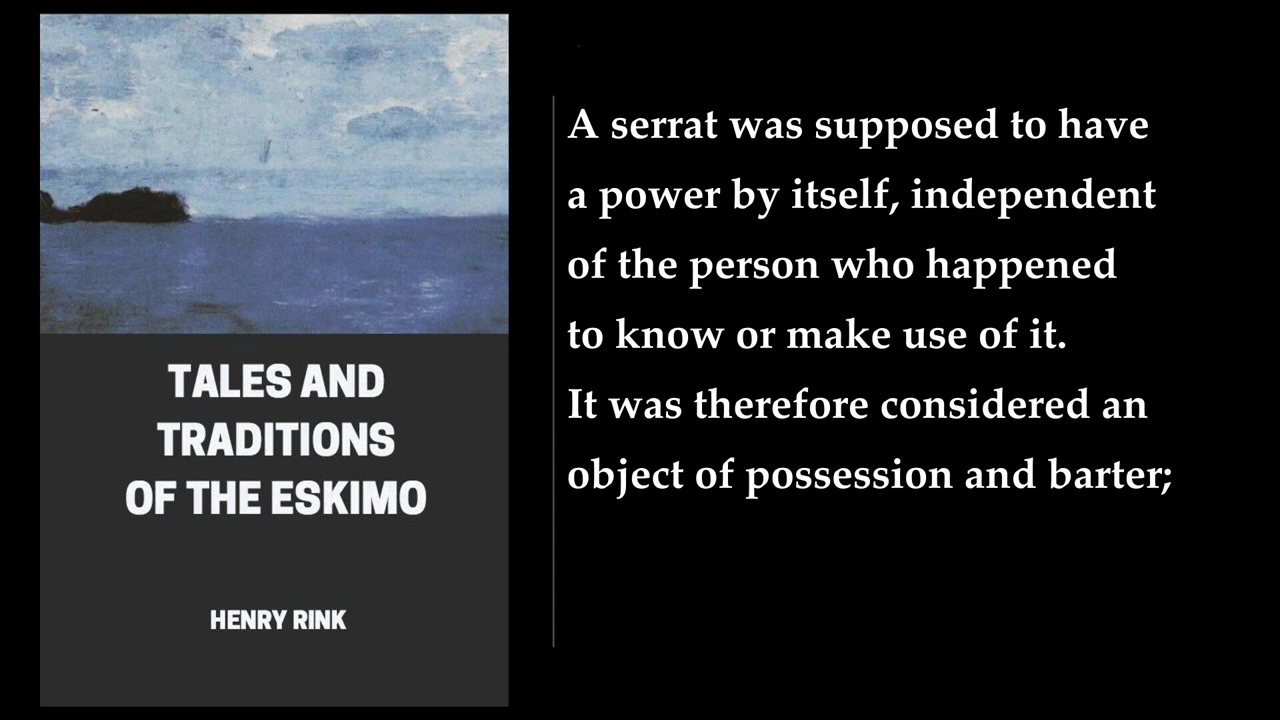 TALES AND
TRADITIONS
OF THE ESKIMO
HENRY RINK
A serrat was supposed to have
a power by itself, independent
of the person who happened
to know or make use of it.
It was therefore considered an
object of possession and barter;